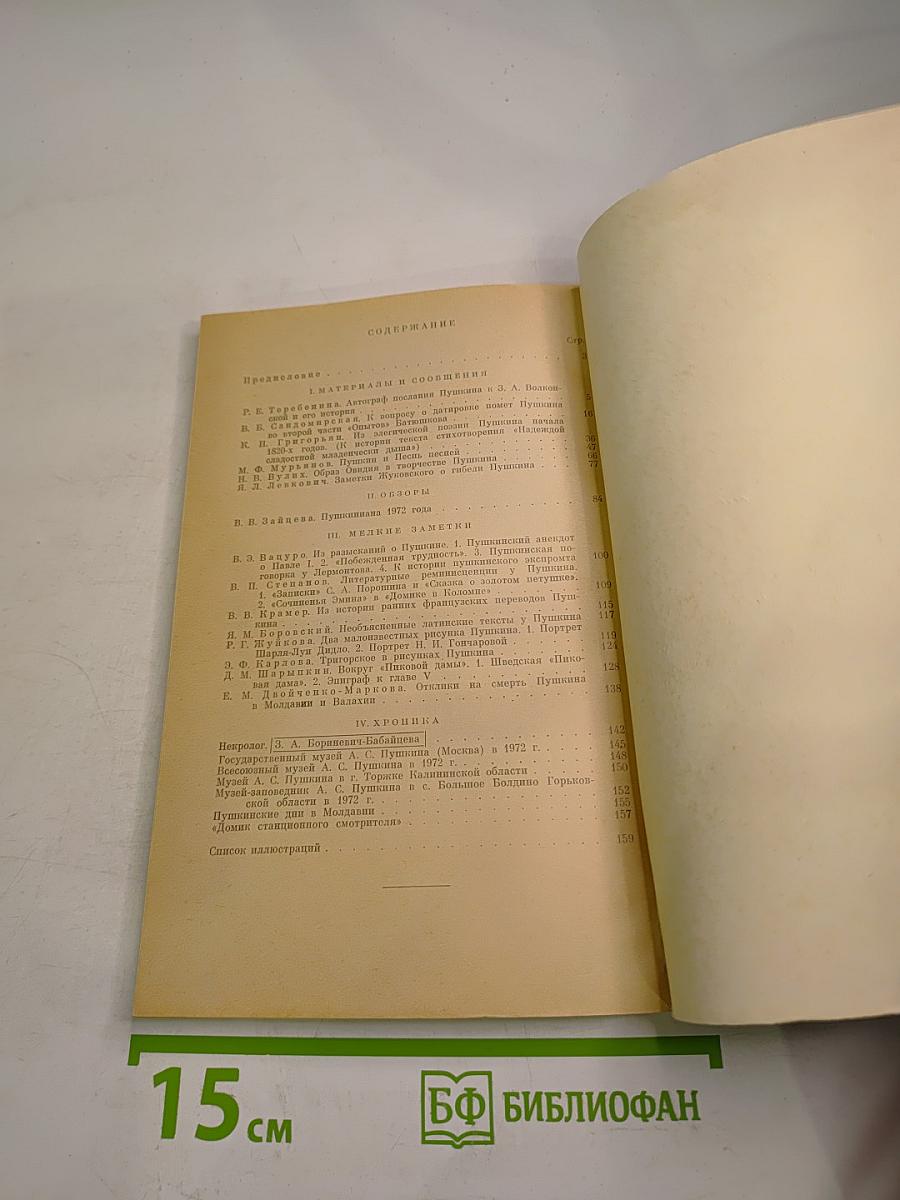 СОДЕРЖАНИЕ
Стр.
Предисловие . . . . . . . . . . . . . . . . . . . . 3
I. МАТЕРИАЛЫ И СООБЩЕНИЯ
Р. Е. Теребенина. Автограф послания Пушкина к З. А. Волкон-
ской и его история . . . . . . . . . . . . . . . . 5
В. Б. Сандомирская. К вопросу о датировке помет Пушкина
во второй части «Опытов» Батюшкова . . . . . . . . 16
К. Н. Григорьян. Из элегической поэзии Пушкина начала
1820-х годов. (К истории текста стихотворения «Надеждой
сладостной младенчески дыша») . . . . . . . . . . 36
М. Ф. Мурьянов. Пушкин и Песнь песней . . . . . . . 47
Н. В. Вулих. Образ Овидия в творчестве Пушкина . . . . 66
Я. Л. Левкович. Заметки Жуковского о гибели Пушкина . . . 77
II. ОБЗОРЫ
В. В. Зайцева. Пушкиниана 1972 года . . . . . . . . . 84
III. МЕЛКИЕ ЗАМЕТКИ
В. Э. Вацуро. Из разысканий о Пушкине. 1. Пушкинский анекдот
о Павле I. 2. «Побежденная трудность». 3. Пушкинская по-
говорка у Лермонтова. 4. К истории пушкинского экспромта 100
В. П. Степанов. Литературные реминисценции у Пушкина.
1. «Записки» С. А. Порошина и «Сказка о золотом петушке».
2. «Сочиненья Эмина» в «Домике в Коломне» . . . . . . 109
В. В. Крамер. Из истории ранних французских переводов Пуш-
кина . . . . . . . . . . . . . . . . . . . . 115
Я. М. Боровский. Необъясненные латинские тексты у Пушкина 117
Р. Г. Жуйкова. Два малоизвестных рисунка Пушкина. 1. Портрет
Шарля-Луи Дидло. 2. Портрет Н. И. Гончаровой . . . . 119
Э. Ф. Карлова. Тригорское в рисунках Пушкина . . . . . 124
Д. М. Шарыпкин. Вокруг «Пиковой дамы». 1. Шведская «Пико-
вая дама». 2. Эпиграф к главе V . . . . . . . . . . 128
Е. М. Двойченко-Маркова. Отклики на смерть Пушкина
в Молдавии и Валахии . . . . . . . . . . . . . . 138
IV. ХРОНИКА
Некролог. З. А. Бориневич-Бабайцева . . . . . . . . . 142
Государственный музей А. С. Пушкина (Москва) в 1972 г. . . . 145
Всесоюзный музей А. С. Пушкина в 1972 г. . . . . . . . 148
Музей А. С. Пушкина в г. Торжке Калининской области . . . 150
Музей-заповедник А. С. Пушкина в с. Большое Болдино Горьков-
ской области в 1972 г. . . . . . . . . . . . . . . 152
Пушкинские дни в Молдавии . . . . . . . . . . . . 155
«Домик станционного смотрителя» . . . . . . . . . . 157
Список иллюстраций . . . . . . . . . . . . . . . 159
15 см
БФ БИБЛИОФАН